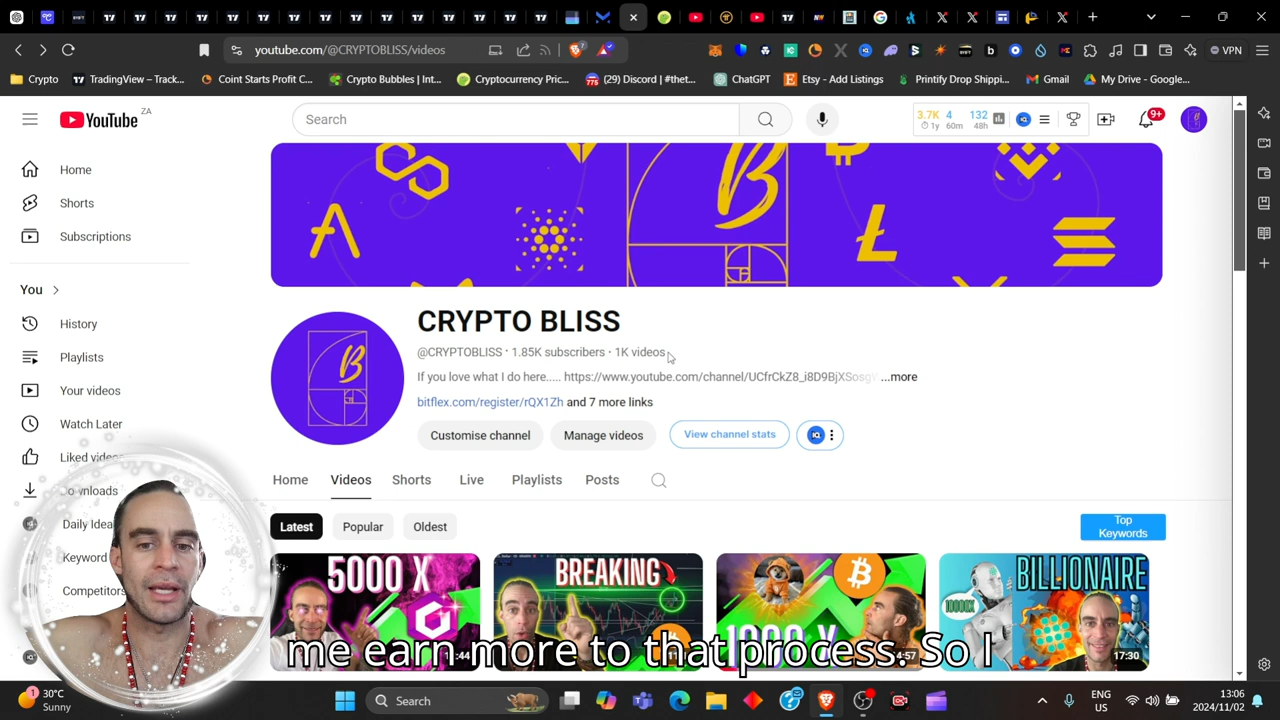 youtube.com/@CRYPTOBLISS/videos
VPN
Crypto
TradingView – Track...
Coint Starts Profit C...
Crypto Bubbles | Int...
Cryptocurrency Pric...
(29) Discord | #thet...
ChatGPT
Etsy - Add Listings
Printify Drop Shippi...
Gmail
My Drive - Google...
YouTube ZA
Search
3.7K 4 132
1y 60m 48h
9+
Home
Shorts
Subscriptions
You
History
Playlists
Your videos
Watch Later
Liked videos
Downloads
Daily Idea
Keyword
Competitors
CRYPTO BLISS
@CRYPTOBLISS · 1.85K subscribers · 1K videos
If you love what I do here..... https://www.youtube.com/channel/UCfrCkZ8_i8D9BjXSosgV ...more
bitflex.com/register/rQX1Zh and 7 more links
Customise channel
Manage videos
View channel stats
Home
Videos
Shorts
Live
Playlists
Posts
Latest
Popular
Oldest
Top
Keywords
5000 X
BREAKING
BILLIONAIRE
10000X
17:30
me earn more to that process. So I
30°C
Sunny
Search
ENG
US
13:06
2024/11/02